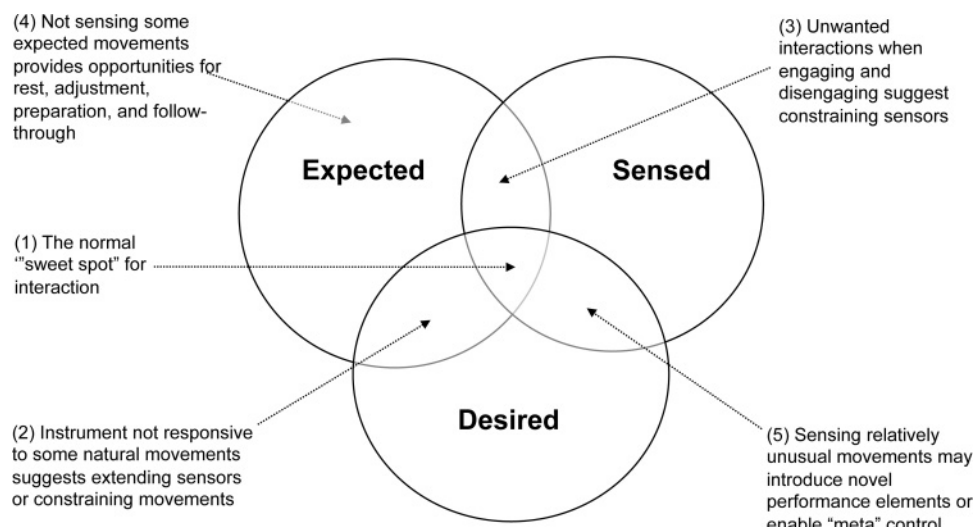 (4) Not sensing some
expected movements
provides opportunities for
rest, adjustment,
preparation, and follow-
through
(3) Unwanted
interactions when
engaging and
disengaging suggest
constraining sensors
Expected
Sensed
(1) The normal
'"sweet spot" for
interaction
Desired
(2) Instrument not responsive
to some natural movements
suggests extending sensors
or constraining movements
(5) Sensing relatively
unusual movements may
introduce novel
performance elements or
enable "meta" control